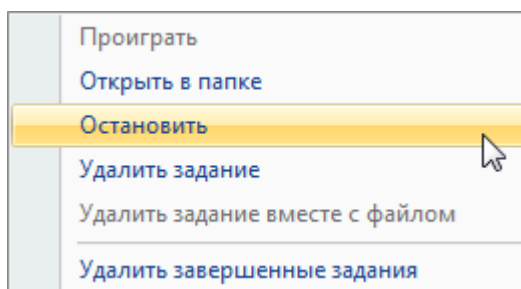 Проиграть
Открыть в папке
Остановить
Удалить задание
Удалить задание вместе с файлом
Удалить завершенные задания